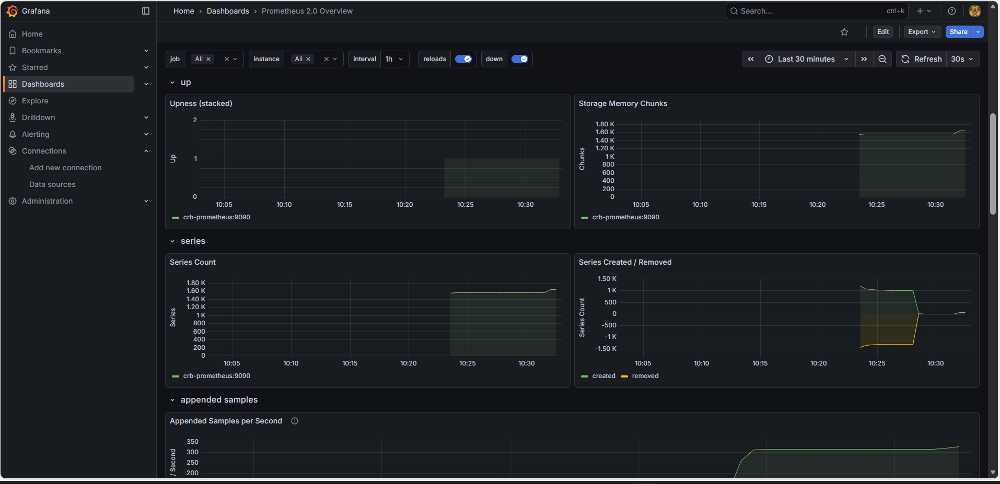 Grafana
Home › Dashboards › Prometheus 2.0 Overview
Search... ctrl+k
Edit Export Share
Home
Bookmarks
Starred
Dashboards
Explore
Drilldown
Alerting
Connections
Add new connection
Data sources
Administration
job All instance All interval 1h reloads down Last 30 minutes Refresh 30s
up
Upness (stacked)
Up
2
1
0
10:05 10:10 10:15 10:20 10:25 10:30
crb-prometheus:9090
Storage Memory Chunks
Chunks
1.80 K
1.60 K
1.40 K
1.20 K
1 K
800
600
400
200
0
10:05 10:10 10:15 10:20 10:25 10:30
crb-prometheus:9090
series
Series Count
Series
1.80 K
1.60 K
1.40 K
1.20 K
1 K
800
600
400
200
0
10:05 10:10 10:15 10:20 10:25 10:30
crb-prometheus:9090
Series Created / Removed
Series Count
1.50 K
1 K
500
0
-500
-1 K
-1.50 K
10:05 10:10 10:15 10:20 10:25 10:30
created removed
appended samples
Appended Samples per Second
/ Second
350
300
250
200